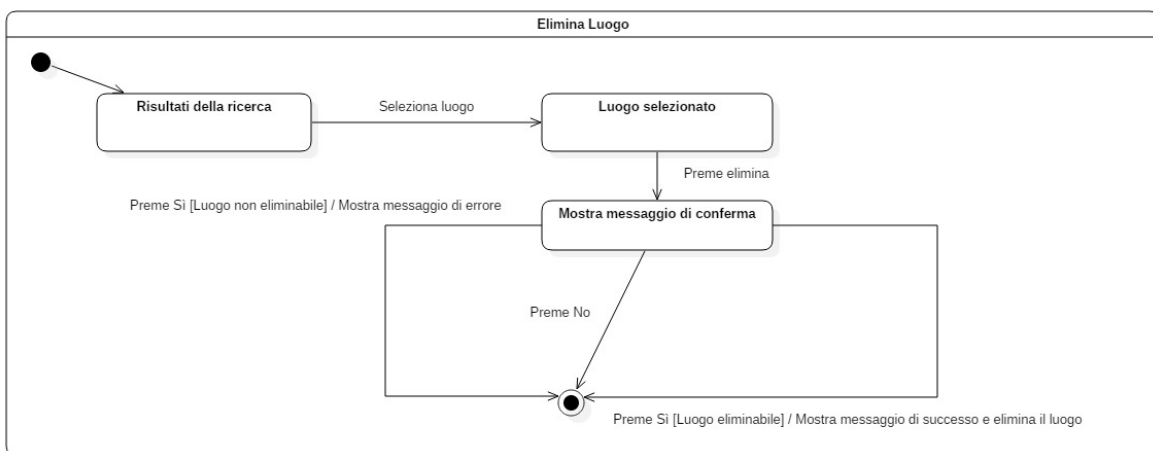 Elimina Luogo
Risultati della ricerca
Seleziona luogo
Luogo selezionato
Preme elimina
Preme Sì [Luogo non eliminabile] / Mostra messaggio di errore
Mostra messaggio di conferma
Preme No
Preme Sì [Luogo eliminabile] / Mostra messaggio di successo e elimina il luogo